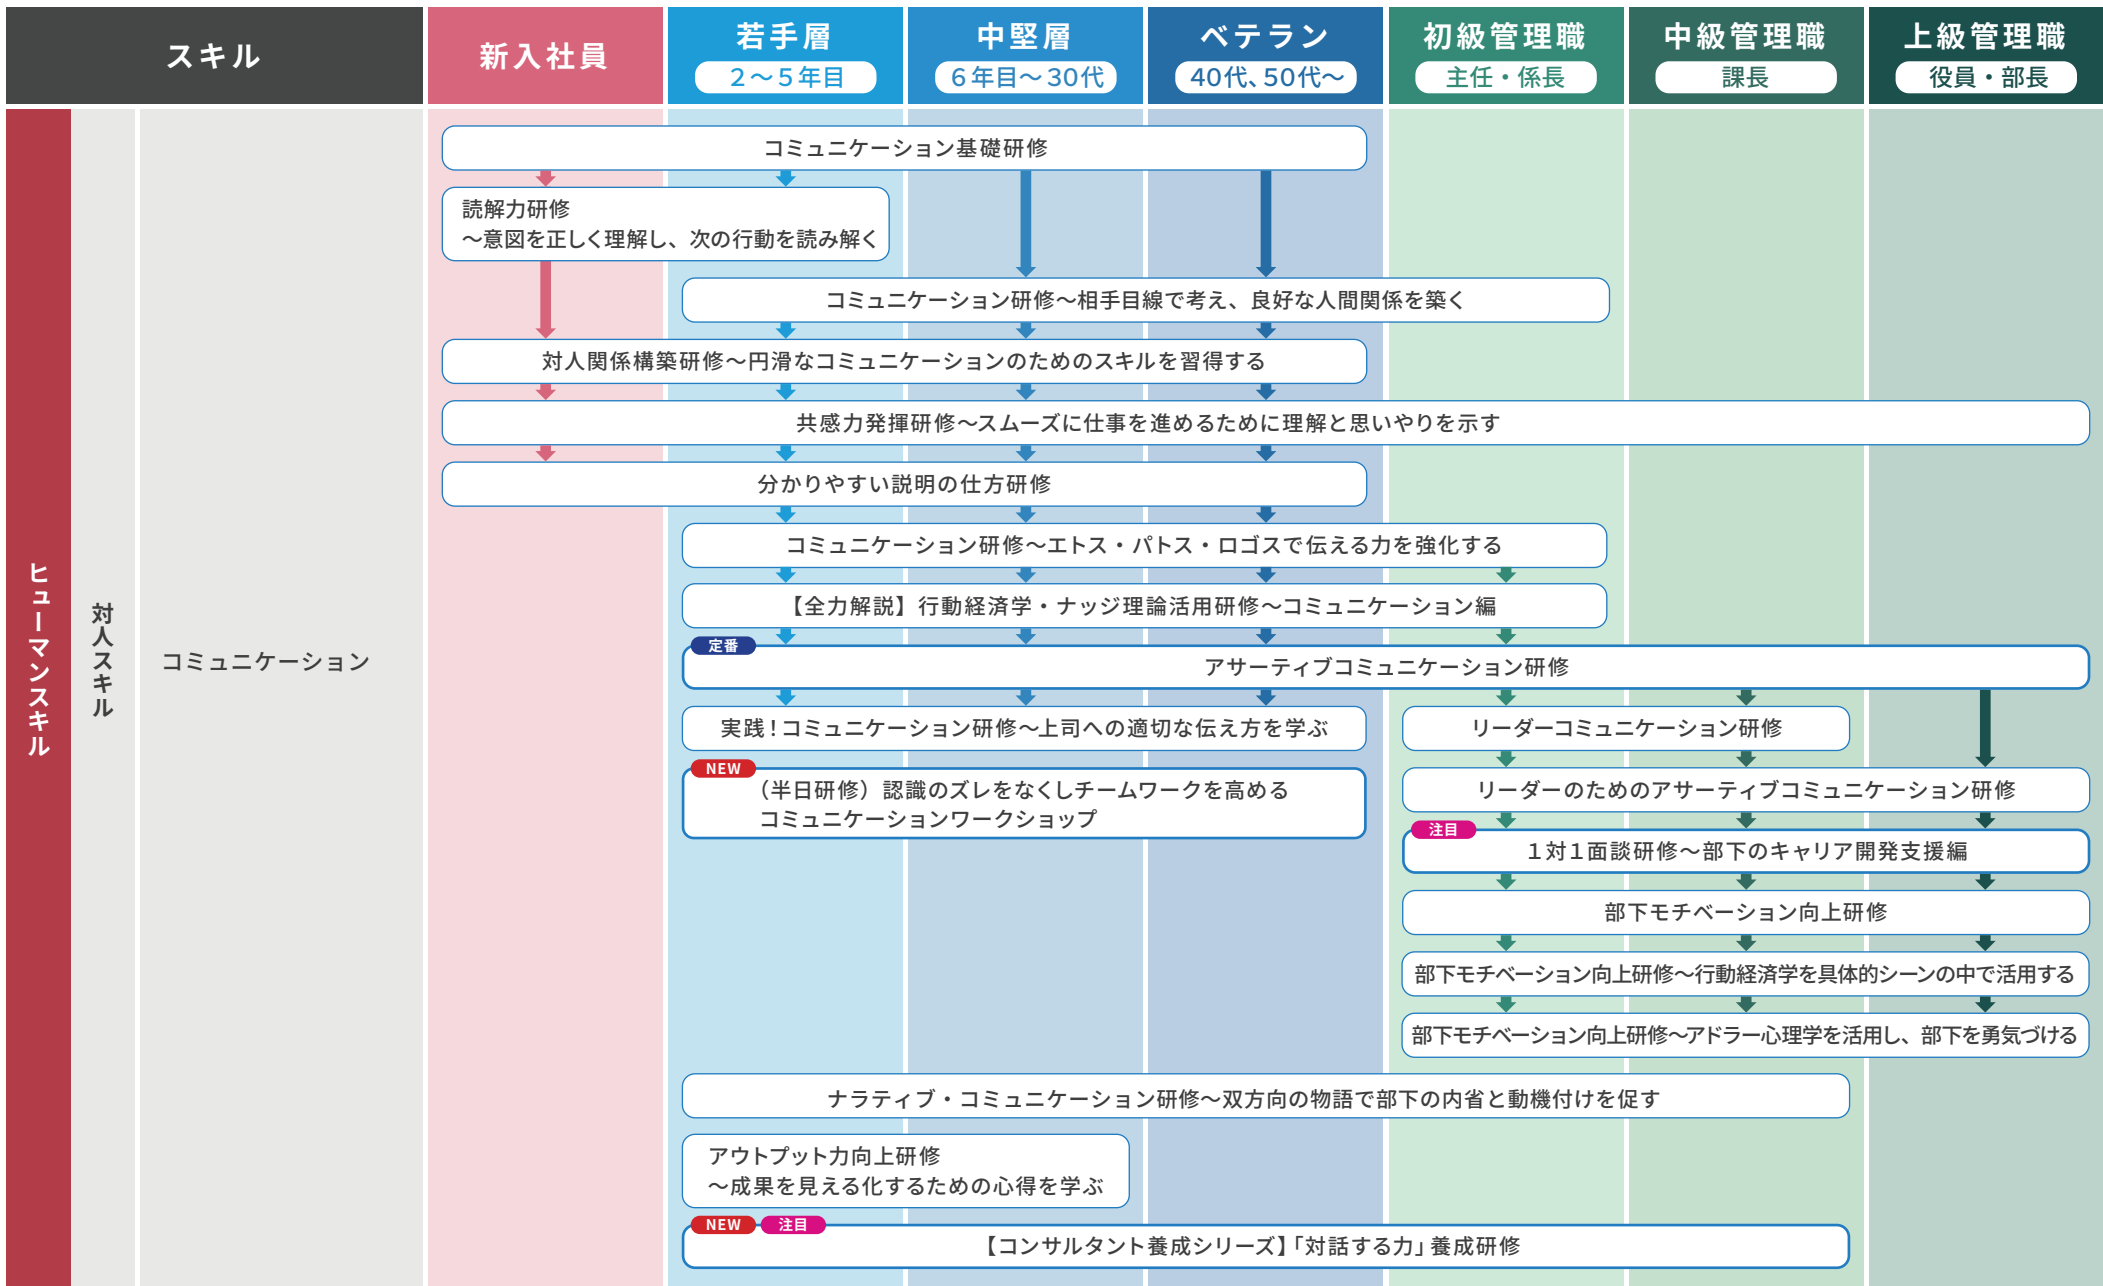 スキル
新入社員
若手層
2～5年目
中堅層
6年目～30代
ベテラン
40代、50代～
初級管理職
主任・係長
中級管理職
課長
上級管理職
役員・部長
ヒューマンスキル
対人スキル
コミュニケーション
コミュニケーション基礎研修
読解力研修
～意図を正しく理解し、次の行動を読み解く
コミュニケーション研修～相手目線で考え、良好な人間関係を築く
対人関係構築研修～円滑なコミュニケーションのためのスキルを習得する
共感力発揮研修～スムーズに仕事を進めるために理解と思いやりを示す
分かりやすい説明の仕方研修
コミュニケーション研修～エトス・パトス・ロゴスで伝える力を強化する
【全力解説】行動経済学・ナッジ理論活用研修～コミュニケーション編
定番
アサーティブコミュニケーション研修
実践！コミュニケーション研修～上司への適切な伝え方を学ぶ
リーダーコミュニケーション研修
NEW
（半日研修）認識のズレをなくしチームワークを高める
コミュニケーションワークショップ
リーダーのためのアサーティブコミュニケーション研修
注目
1対1面談研修～部下のキャリア開発支援編
部下モチベーション向上研修
部下モチベーション向上研修～行動経済学を具体的シーンの中で活用する
部下モチベーション向上研修～アドラー心理学を活用し、部下を勇気づける
ナラティブ・コミュニケーション研修～双方向の物語で部下の内省と動機付けを促す
アウトプット力向上研修
～成果を見える化するための心得を学ぶ
NEW 注目
【コンサルタント養成シリーズ】「対話する力」養成研修